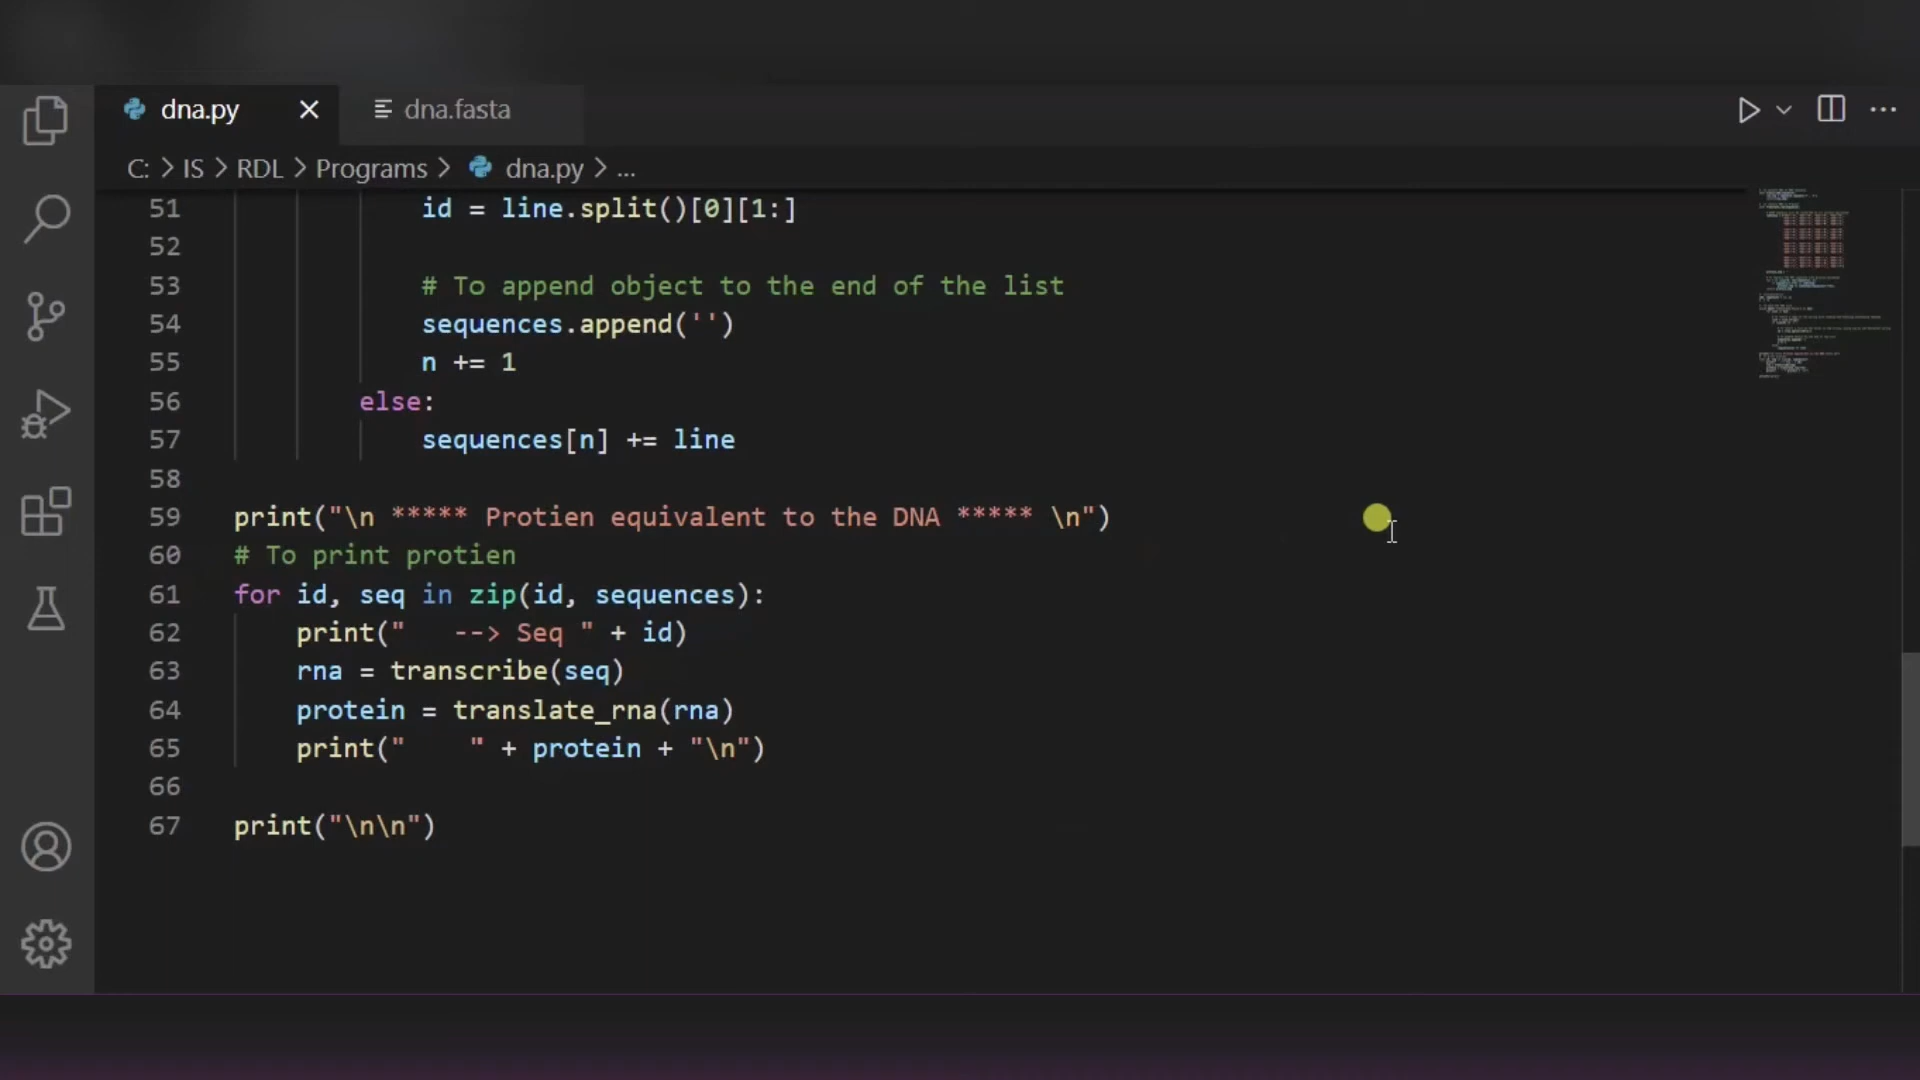 dna.py
dna.fasta
C: > IS > RDL > Programs > dna.py > ...
51 id = line.split()[0][1:]
52
53 # To append object to the end of the list
54 sequences.append('')
55 n += 1
56 else:
57 sequences[n] += line
58
59 print("\n ***** Protien equivalent to the DNA ***** \n")
60 # To print protien
61 for id, seq in zip(id, sequences):
62 print("   --> Seq " + id)
63 rna = transcribe(seq)
64 protein = translate_rna(rna)
65 print("    " + protein + "\n")
66
67 print("\n\n")